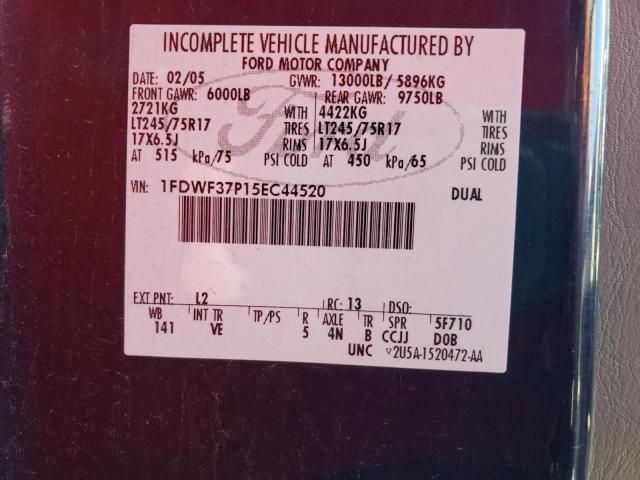 INCOMPLETE VEHICLE MANUFACTURED BY
FORD MOTOR COMPANY
DATE: 02/05 GVWR: 13000LB/ 5896KG
FRONT GAWR: 6000LB REAR GAWR: 9750LB
2721KG WITH 4422KG WITH
LT245/75R17 TIRES LT245/75R17 TIRES
17X6.5J RIMS 17X6.5J RIMS
AT 515 kPa/75 PSI COLD AT 450 kPa/65 PSI COLD
Ford
VIN: 1FDWF37P15EC44520 DUAL
EXT PNT: L2 RC: 13 DSO:
WB INT TR TP/PS R AXLE TR SPR 5F710
141 VE 5 4N B CCJJ DOB
UNC ▽2U5A-1520472-AA